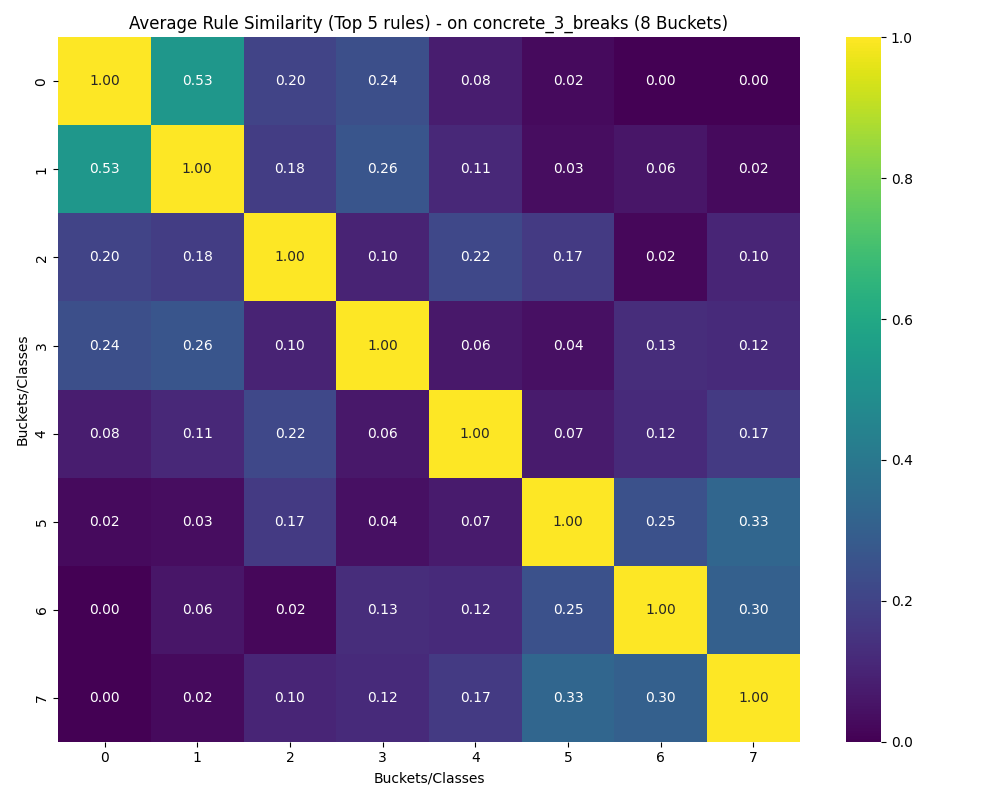 Average Rule Similarity (Top 5 rules) - on concrete_3_breaks (8 Buckets)
0 1.00 0.53 0.20 0.24 0.08 0.02 0.00 0.00
1 0.53 1.00 0.18 0.26 0.11 0.03 0.06 0.02
2 0.20 0.18 1.00 0.10 0.22 0.17 0.02 0.10
3 0.24 0.26 0.10 1.00 0.06 0.04 0.13 0.12
4 0.08 0.11 0.22 0.06 1.00 0.07 0.12 0.17
5 0.02 0.03 0.17 0.04 0.07 1.00 0.25 0.33
6 0.00 0.06 0.02 0.13 0.12 0.25 1.00 0.30
7 0.00 0.02 0.10 0.12 0.17 0.33 0.30 1.00
0 1 2 3 4 5 6 7
Buckets/Classes
Buckets/Classes
1.0
0.8
0.6
0.4
0.2
0.0